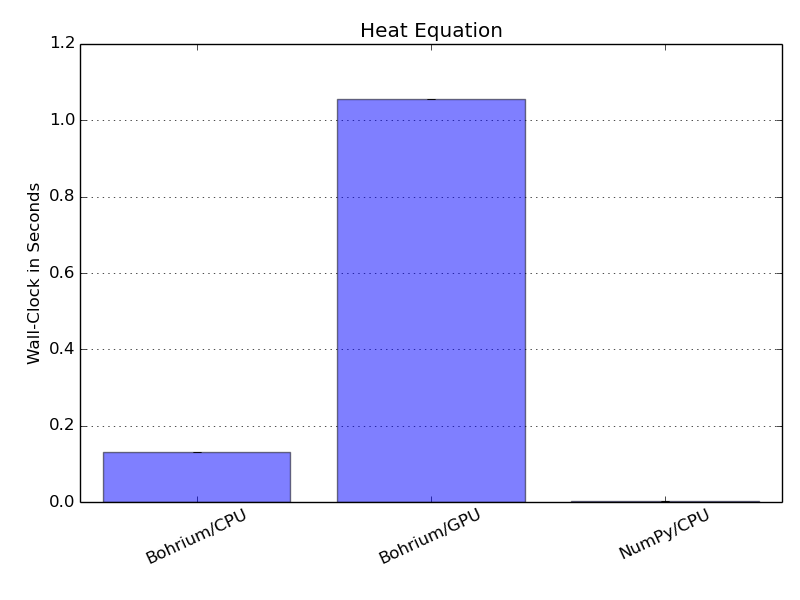 Heat Equation
Wall-Clock in Seconds
1.2
1.0
0.8
0.6
0.4
0.2
0.0
Bohrium/CPU
Bohrium/GPU
NumPy/CPU